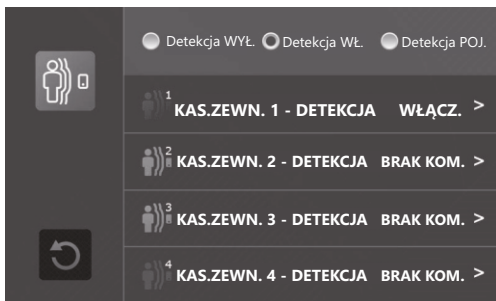 Detekcja WYŁ. Detekcja WŁ. Detekcja POJ.
1 KAS.ZEWN. 1 - DETEKCJA WŁĄCZ. >
2 KAS.ZEWN. 2 - DETEKCJA BRAK KOM. >
3 KAS.ZEWN. 3 - DETEKCJA BRAK KOM. >
4 KAS.ZEWN. 4 - DETEKCJA BRAK KOM. >